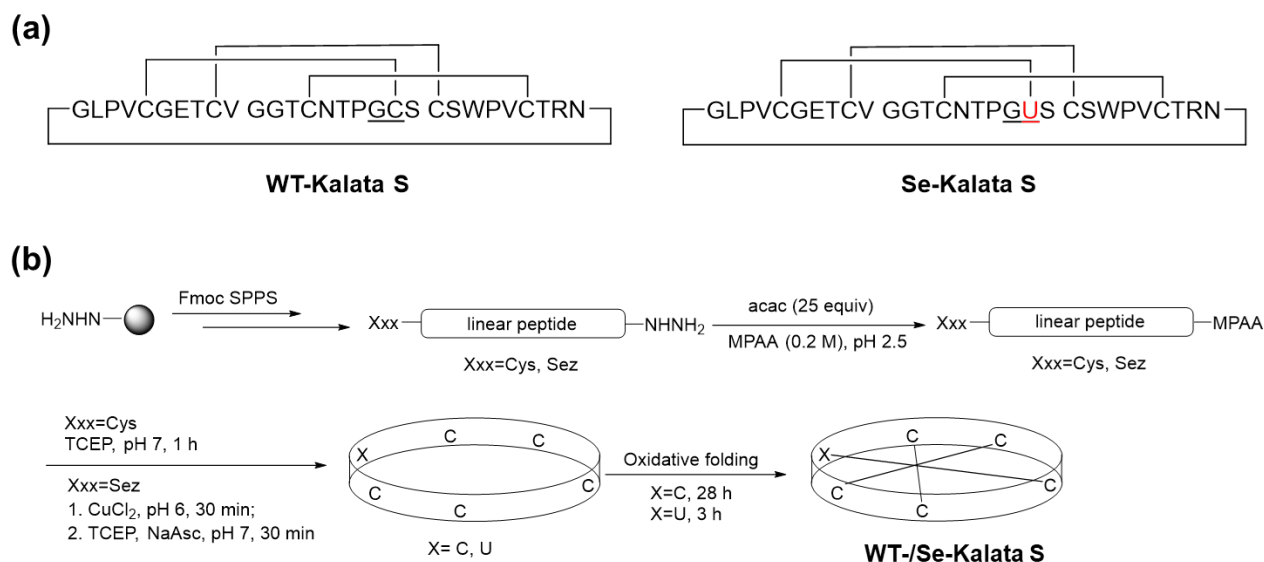 (a)
GLPVCGETCV GGTCNTPGCS CSWPVCTRN
WT-Kalata S
GLPVCGETCV GGTCNTPGUS CSWPVCTRN
Se-Kalata S
(b)
H₂NHN
Fmoc SPPS
Xxx
linear peptide
NHNH₂
Xxx=Cys, Sez
acac (25 equiv)
MPAA (0.2 M), pH 2.5
Xxx
linear peptide
MPAA
Xxx=Cys, Sez
Xxx=Cys
TCEP, pH 7, 1 h
Xxx=Sez
1. CuCl₂, pH 6, 30 min;
2. TCEP, NaAsc, pH 7, 30 min
C
C
X
C
C
C
X= C, U
Oxidative folding
X=C, 28 h
X=U, 3 h
C
C
X
C
C
C
WT-/Se-Kalata S